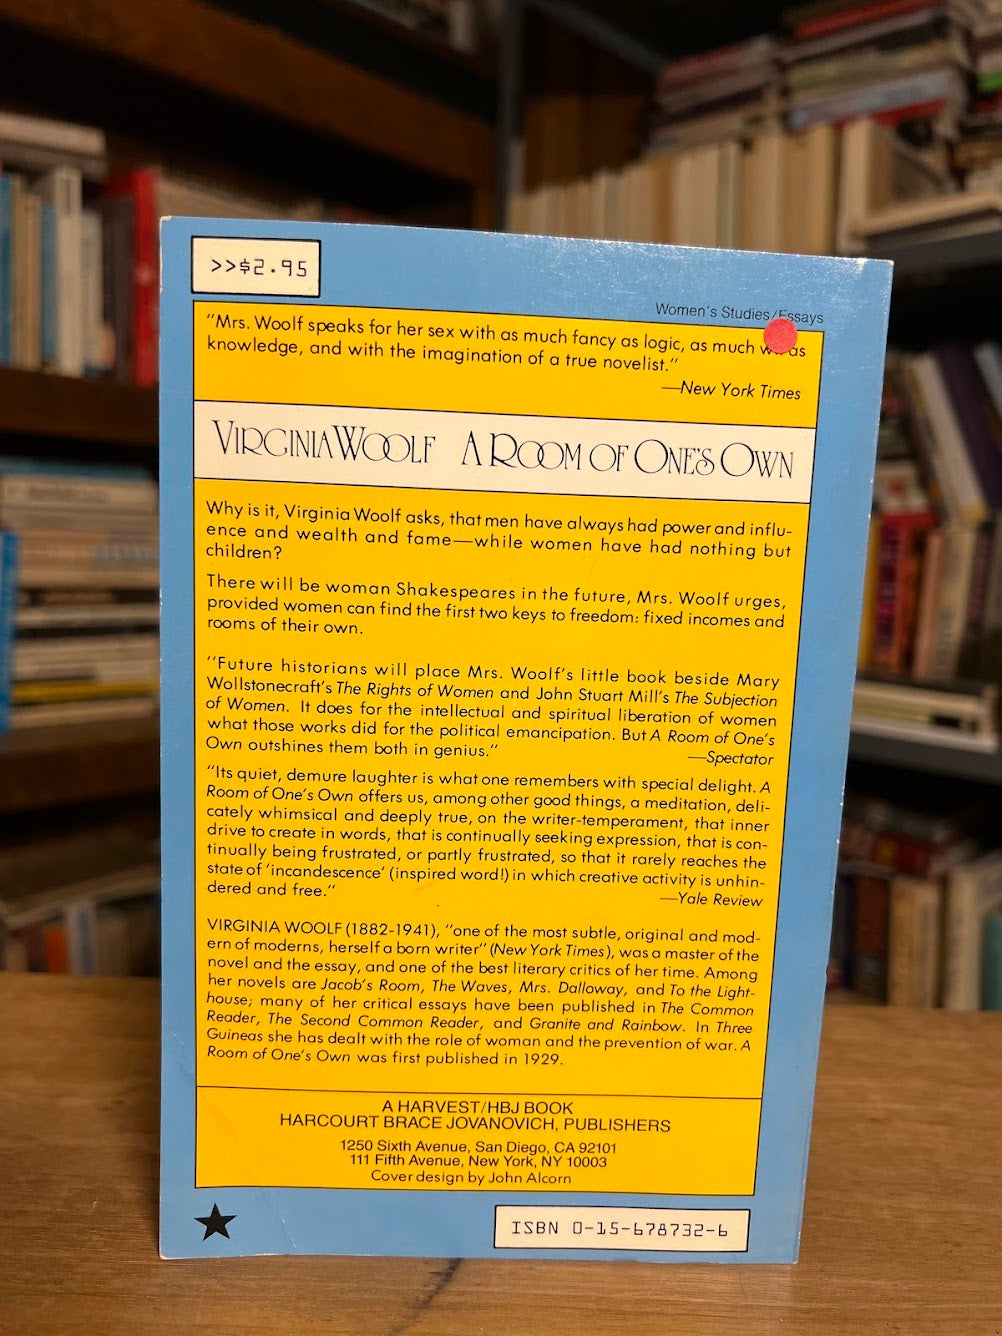 >>$2.95
Women's Studies/Essays
"Mrs. Woolf speaks for her sex with as much fancy as logic, as much as
knowledge, and with the imagination of a true novelist."
—New York Times
VIRGINIA WOOLF A ROOM OF ONE'S OWN
Why is it, Virginia Woolf asks, that men have always had power and influ-
ence and wealth and fame—while women have had nothing but
children?
There will be woman Shakespeares in the future, Mrs. Woolf urges,
provided women can find the first two keys to freedom: fixed incomes and
rooms of their own.
"Future historians will place Mrs. Woolf's little book beside Mary
Wollstonecraft's The Rights of Women and John Stuart Mill's The Subjection
of Women. It does for the intellectual and spiritual liberation of women
what those works did for the political emancipation. But A Room of One's
Own outshines them both in genius." —Spectator
"Its quiet, demure laughter is what one remembers with special delight. A
Room of One's Own offers us, among other good things, a meditation, deli-
cately whimsical and deeply true, on the writer-temperament, that inner
drive to create in words, that is continually seeking expression, that is con-
tinually being frustrated, or partly frustrated, so that it rarely reaches the
state of 'incandescence' (inspired word!) in which creative activity is unhin-
dered and free." —Yale Review
VIRGINIA WOOLF (1882-1941), "one of the most subtle, original and mod-
ern of moderns, herself a born writer" (New York Times), was a master of the
novel and the essay, and one of the best literary critics of her time. Among
her novels are Jacob's Room, The Waves, Mrs. Dalloway, and To the Light-
house; many of her critical essays have been published in The Common
Reader, The Second Common Reader, and Granite and Rainbow. In Three
Guineas she has dealt with the role of woman and the prevention of war. A
Room of One's Own was first published in 1929.
A HARVEST/HBJ BOOK
HARCOURT BRACE JOVANOVICH, PUBLISHERS
1250 Sixth Avenue, San Diego, CA 92101
111 Fifth Avenue, New York, NY 10003
Cover design by John Alcorn
ISBN 0-15-678732-6